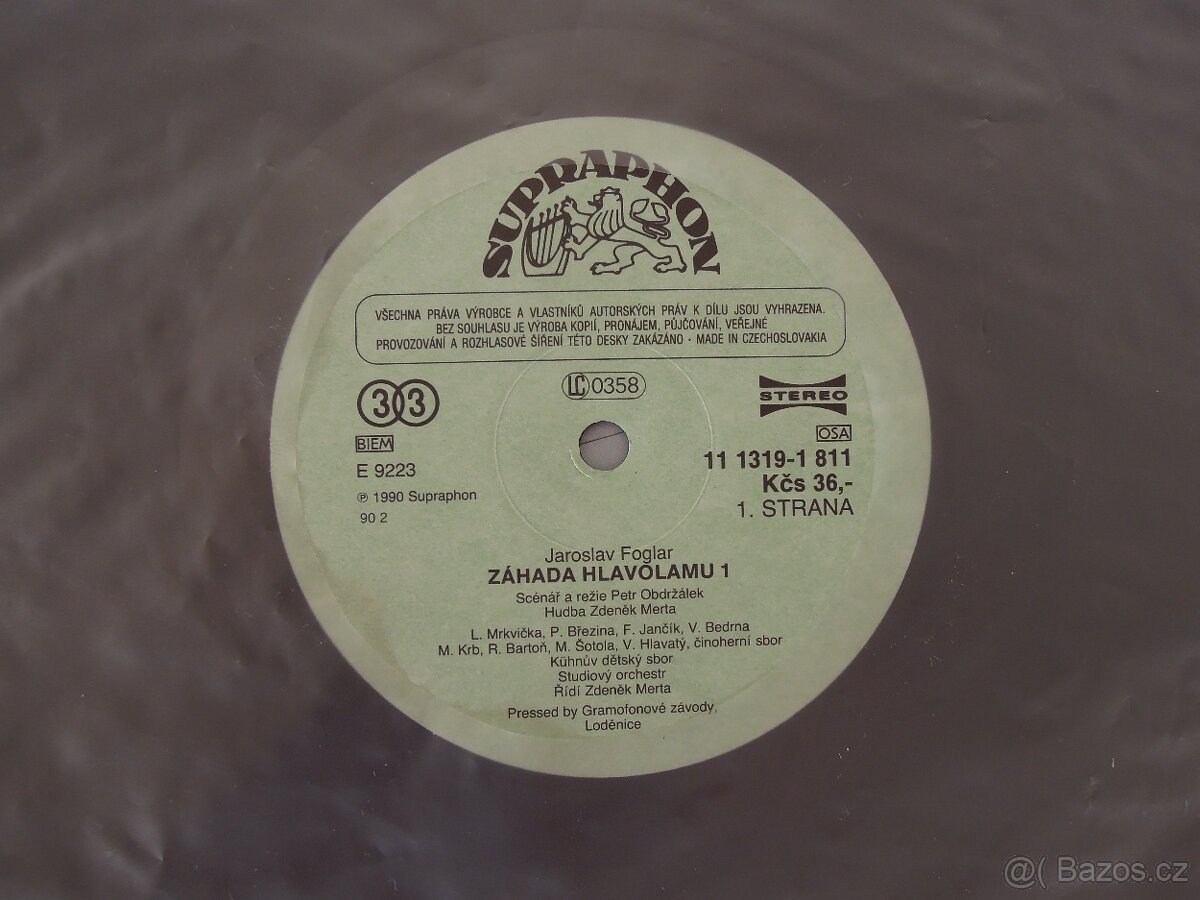 SUPRAPHON
VŠECHNA PRÁVA VÝROBCE A VLASTNÍKŮ AUTORSKÝCH PRÁV K DÍLU JSOU VYHRAZENA.
BEZ SOUHLASU JE VÝROBA KOPIÍ, PRONÁJEM, PŮJČOVÁNÍ, VEŘEJNÉ
PROVOZOVÁNÍ A ROZHLASOVÉ ŠÍŘENÍ TÉTO DESKY ZAKÁZÁNO · MADE IN CZECHOSLOVAKIA
LC 0358
33
STEREO
BIEM
OSA
E 9223
11 1319-1 811
Kčs 36,-
℗ 1990 Supraphon
1. STRANA
90 2
Jaroslav Foglar
ZÁHADA HLAVOLAMU 1
Scénář a režie Petr Obdržálek
Hudba Zdeněk Merta
L. Mrkvička, P. Březina, F. Jančík, V. Bedrna
M. Krb, R. Bartoň, M. Šotola, V. Hlavatý, činoherní sbor
Kühnův dětský sbor
Studiový orchestr
Řídí Zdeněk Merta
Pressed by Gramofonové závody,
Loděnice
@( Bazos.cz